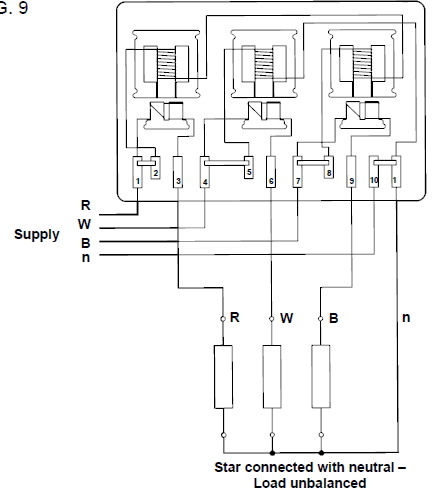 G. 9
1 2 3 4 5 6 7 8 9 10 1
R
W
Supply
B
n
R W B n
Star connected with neutral –
Load unbalanced